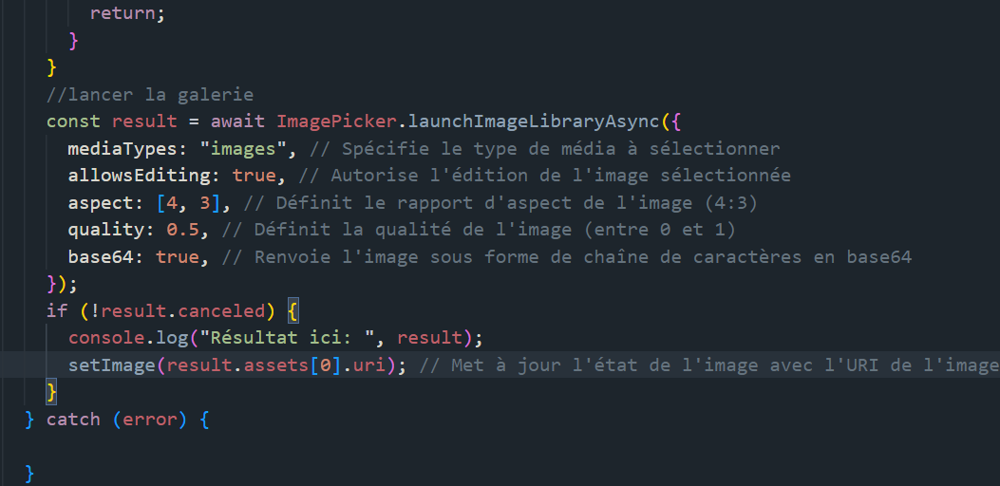 return;
}
}
//lancer la galerie
const result = await ImagePicker.launchImageLibraryAsync({
mediaTypes: "images", // Spécifie le type de média à sélectionner
allowsEditing: true, // Autorise l'édition de l'image sélectionnée
aspect: [4, 3], // Définit le rapport d'aspect de l'image (4:3)
quality: 0.5, // Définit la qualité de l'image (entre 0 et 1)
base64: true, // Renvoie l'image sous forme de chaîne de caractères en base64
});
if (!result.canceled) {
console.log("Résultat ici: ", result);
setImage(result.assets[0].uri); // Met à jour l'état de l'image avec l'URI de l'image
}
} catch (error) {
}